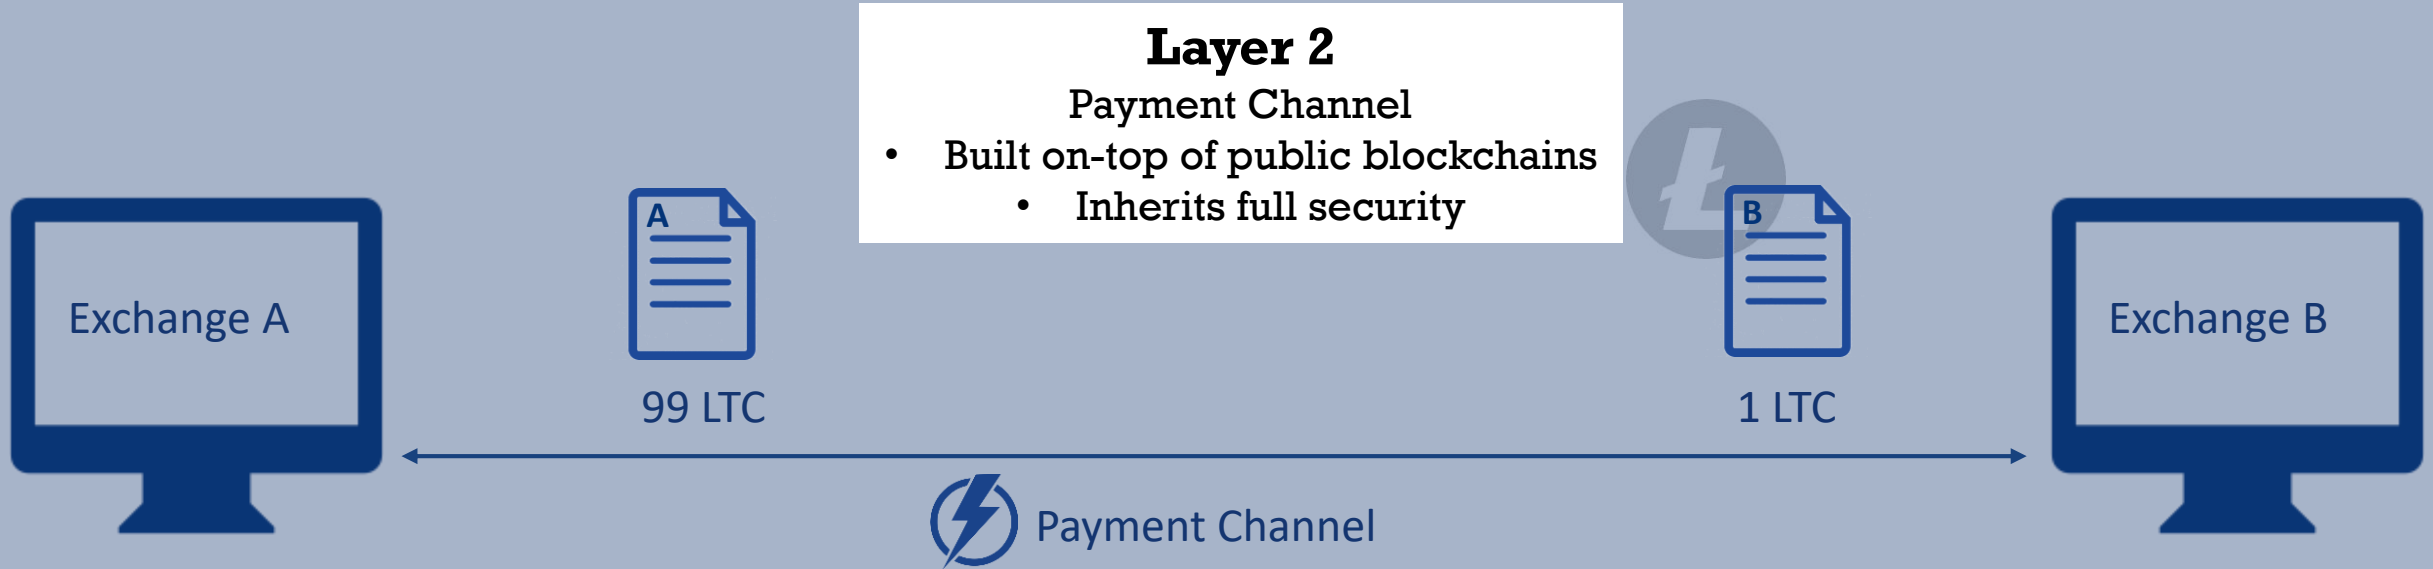 Layer 2
Payment Channel
• Built on-top of public blockchains
• Inherits full security
A
B
Exchange A
Exchange B
99 LTC
1 LTC
Payment Channel